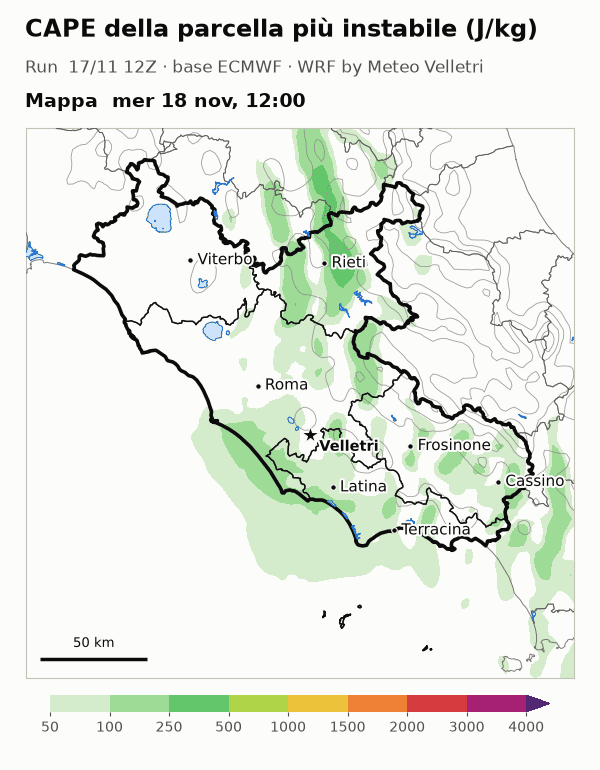 CAPE della parcella più instabile (J/kg)
Run 17/11 12Z · base ECMWF · WRF by Meteo Velletri
Mappa mer 18 nov, 12:00
Viterbo
Rieti
Roma
Velletri
Frosinone
Latina
Cassino
Terracina
50 km
50 100 250 500 1000 1500 2000 3000 4000